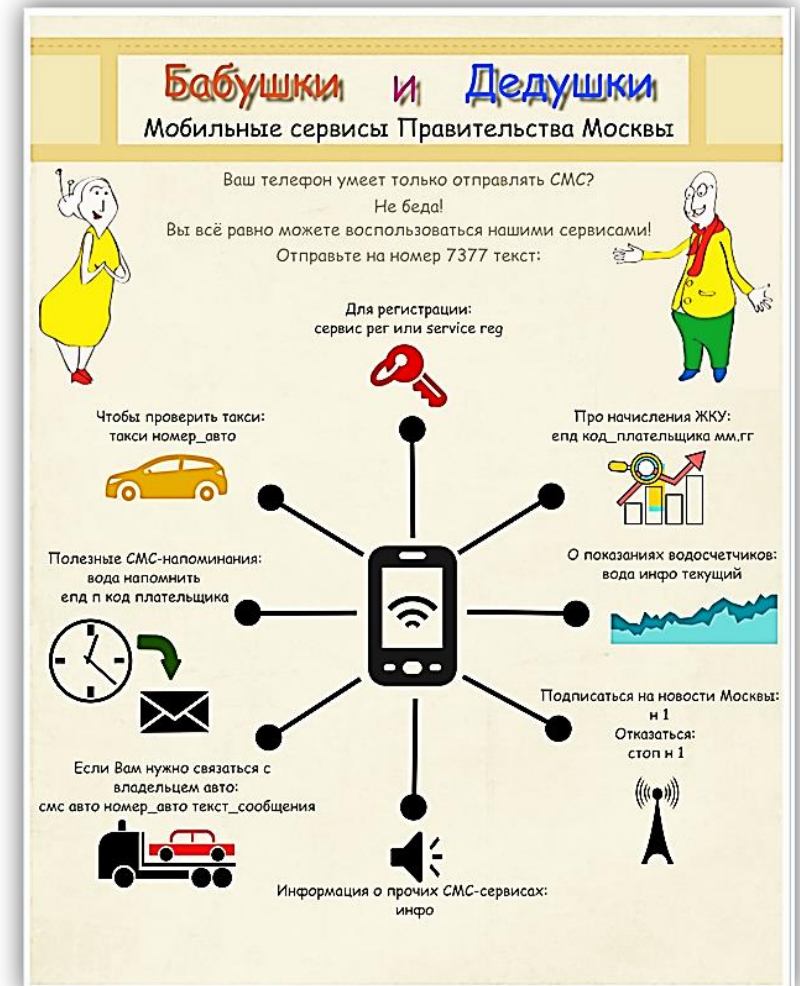 Бабушки и Дедушки
Мобильные сервисы Правительства Москвы
Ваш телефон умеет только отправлять СМС?
Не беда!
Вы всё равно можете воспользоваться нашими сервисами!
Отправьте на номер 7377 текст:
Для регистрации:
сервис рег или service reg
Чтобы проверить такси:
такси номер_авто
Про начисления ЖКУ:
епд код_плательщика мм.гг
Полезные СМС-напоминания:
вода напомнить
епд п код плательщика
О показаниях водосчетчиков:
вода инфо текущий
Подписаться на новости Москвы:
н 1
Отказаться:
стоп н 1
Если Вам нужно связаться с
владельцем авто:
смс авто номер_авто текст_сообщения
Информация о прочих СМС-сервисах:
инфо